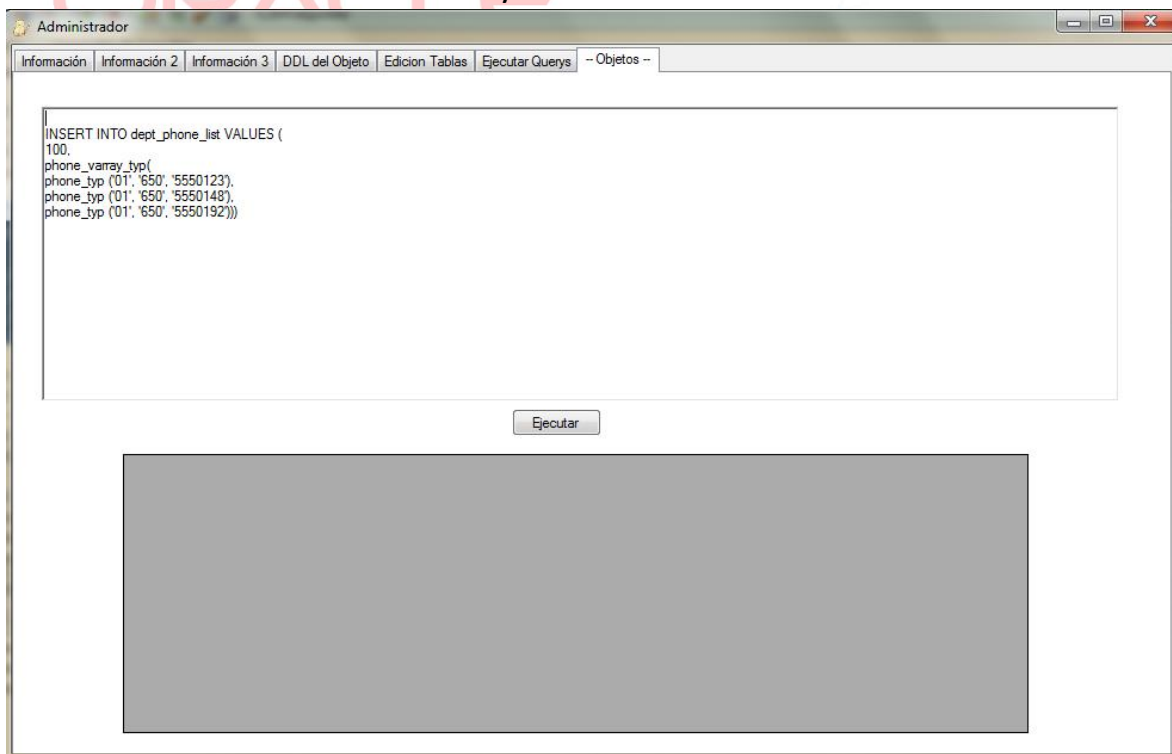 Administrador
Información Información 2 Información 3 DDL del Objeto Edicion Tablas Ejecutar Querys -- Objetos --
INSERT INTO dept_phone_list VALUES (
100,
phone_varray_typ(
phone_typ ('01', '650', '5550123'),
phone_typ ('01', '650', '5550148'),
phone_typ ('01', '650', '5550192')))
Ejecutar